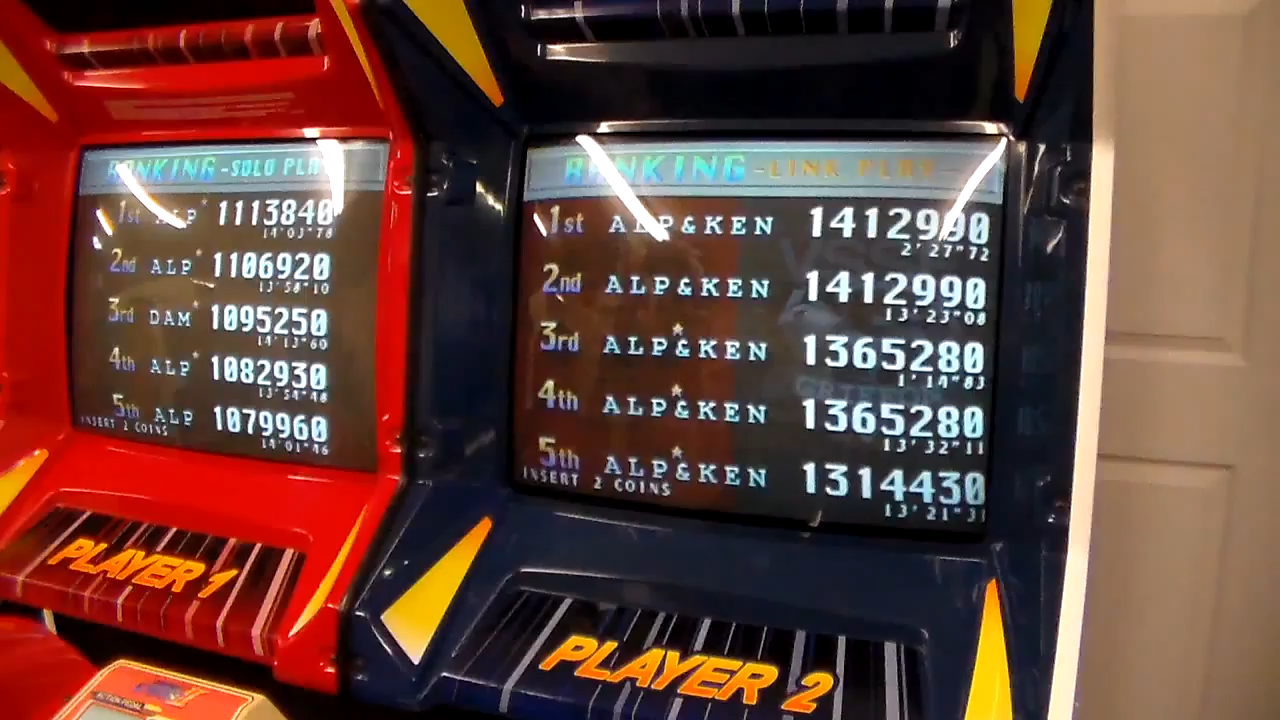 RANKING -SOLO PLAY
1st ALP* 1113840
14'03"78
2nd ALP* 1106920
13'58"10
3rd DAM* 1095250
14'13"60
4th ALP* 1082930
13'54"48
5th ALP 1079960
INSERT 2 COINS
14'01"46
PLAYER 1
RANKING -LINK PLAY-
1st ALP&KEN 1412990
2'27"72
2nd ALP&KEN 1412990
13'23"08
3rd ALP&KEN* 1365280
1'14"83
4th ALP&KEN* 1365280
13'32"11
5th ALP&KEN* 1314430
INSERT 2 COINS
13'21"31
PLAYER 2